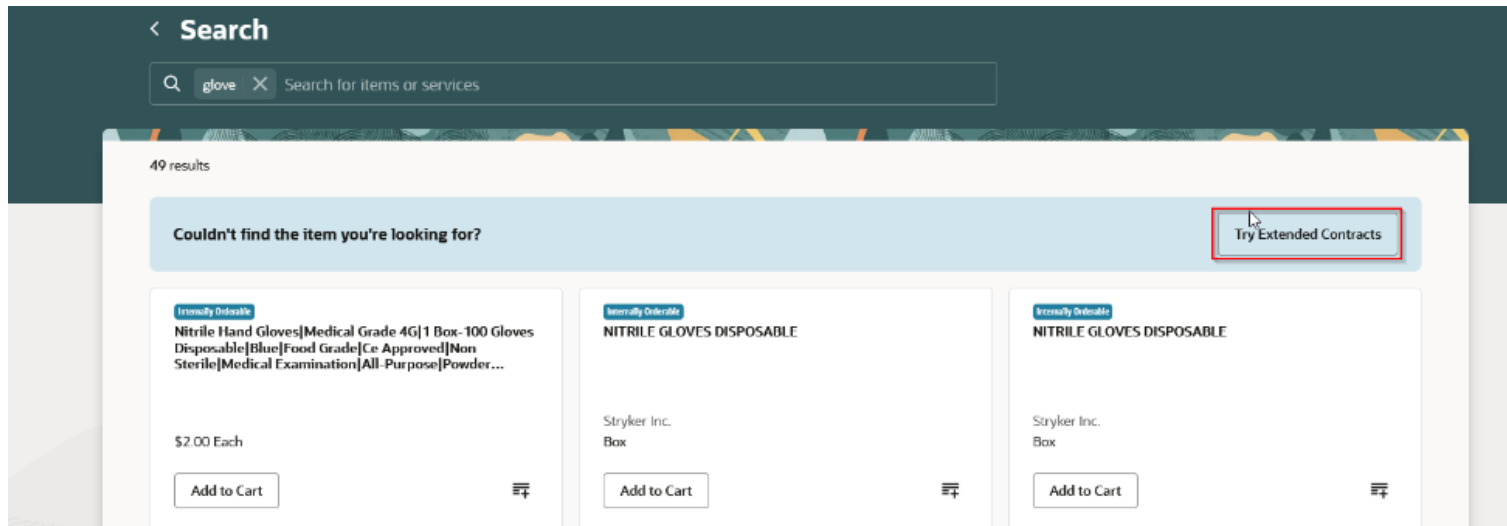 Search
glove Search for items or services
49 results
Couldn't find the item you're looking for?
Try Extended Contracts
Internally Orderable
Nitrile Hand Gloves|Medical Grade 4G|1 Box-100 Gloves
Disposable|Blue|Food Grade|Ce Approved|Non
Sterile|Medical Examination|All-Purpose|Powder...
$2.00 Each
Add to Cart
Internally Orderable
NITRILE GLOVES DISPOSABLE
Stryker Inc.
Box
Add to Cart
Internally Orderable
NITRILE GLOVES DISPOSABLE
Stryker Inc.
Box
Add to Cart